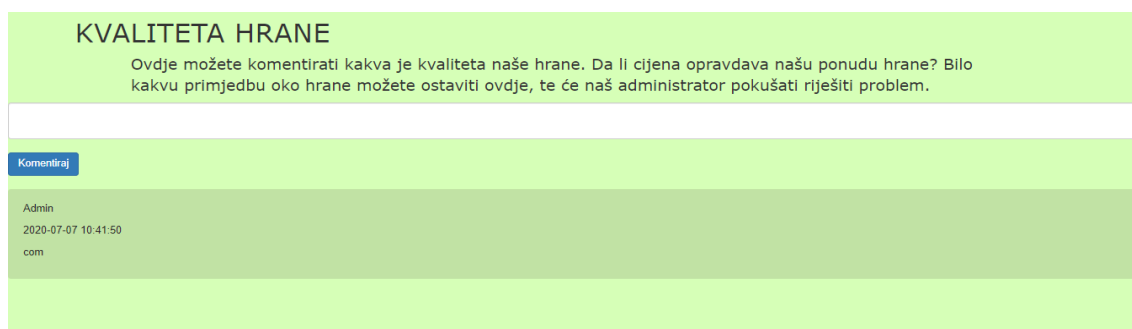 KVALITETA HRANE
Ovdje možete komentirati kakva je kvaliteta naše hrane. Da li cijena opravdava našu ponudu hrane? Bilo
kakvu primjedbu oko hrane možete ostaviti ovdje, te će naš administrator pokušati riješiti problem.
Komentiraj
Admin
2020-07-07 10:41:50
com